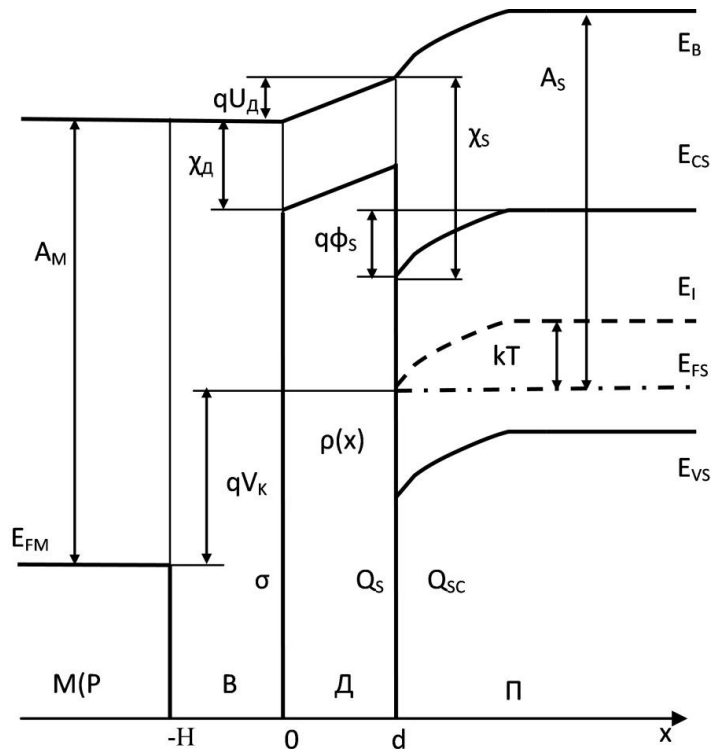 E_B
A_S
qU_Д
χ_S
χ_Д
E_CS
A_M
qϕ_S
E_I
kT
E_FS
ρ(x)
qV_K
E_VS
E_FM
σ
Q_S
Q_SC
М(Р
В
Д
П
-H
0
d
x